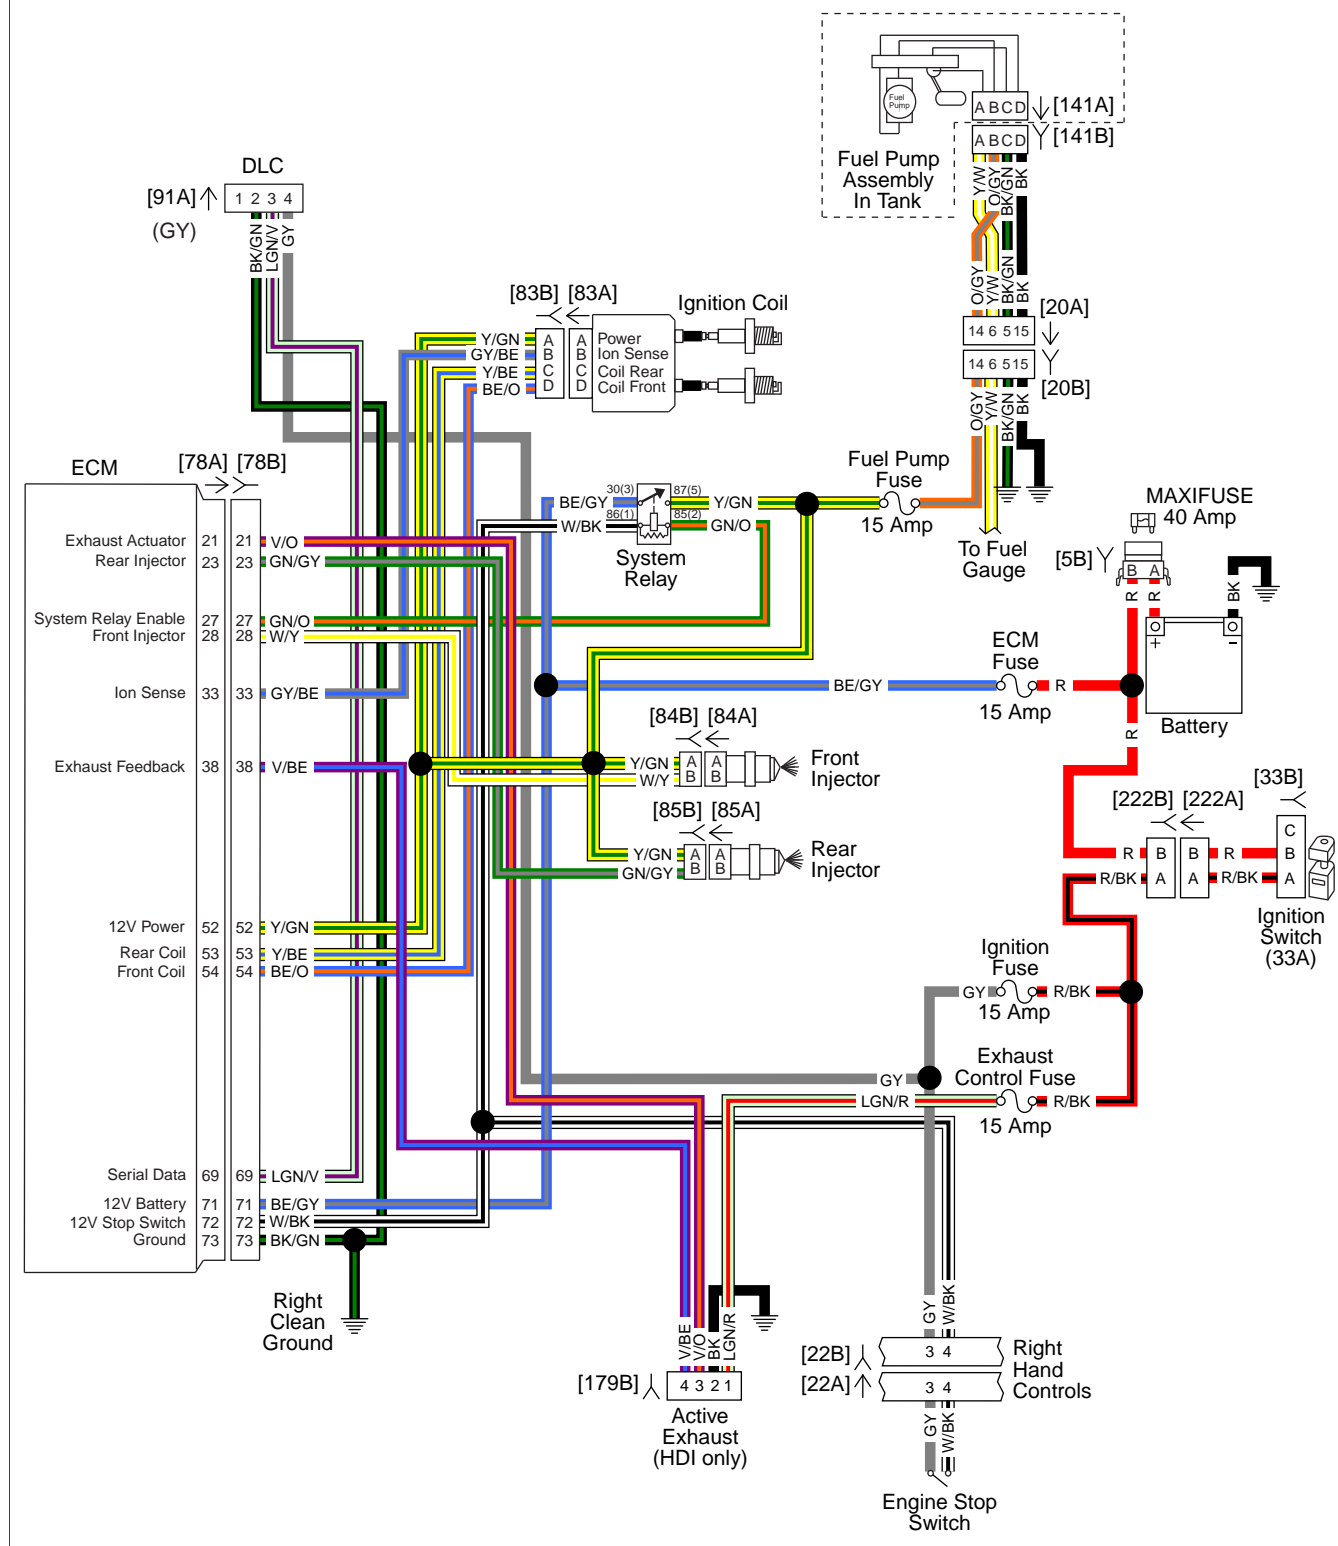 Fuel
Pump
A B C D
[141A]
A B C D
[141B]
Fuel Pump
Assembly
In Tank
Y/W
O/GY
BK/GN
BK
DLC
[91A]
1 2 3 4
(GY)
BK/GN
LGN/V
GY
O/GY
Y/W
BK/GN
BK
[20A]
14 6 5 15
14 6 5 15
[20B]
O/GY
Y/W
BK/GN
BK
[83B] [83A]
Ignition Coil
Y/GN A A Power
GY/BE B B Ion Sense
Y/BE C C Coil Rear
BE/O D D Coil Front
Fuel Pump
Fuse
15 Amp
To Fuel
Gauge
MAXIFUSE
40 Amp
[5B]
B A
R
R
BK
+
-
Battery
ECM
[78A] [78B]
BE/GY 30(3) 87(5) Y/GN
W/BK 86(1) 85(2) GN/O
System
Relay
Exhaust Actuator 21 21 V/O
Rear Injector 23 23 GN/GY
System Relay Enable 27 27 GN/O
Front Injector 28 28 W/Y
Ion Sense 33 33 GY/BE
BE/GY
ECM
Fuse
15 Amp
R
R
Exhaust Feedback 38 38 V/BE
[84B] [84A]
Y/GN A A
W/Y B B
Front
Injector
[85B] [85A]
Y/GN A A
GN/GY B B
Rear
Injector
[222B] [222A]
[33B]
C
R B B R B
R/BK A A R/BK A
Ignition
Switch
(33A)
12V Power 52 52 Y/GN
Rear Coil 53 53 Y/BE
Front Coil 54 54 BE/O
Ignition
Fuse
GY
R/BK
15 Amp
Exhaust
Control Fuse
GY
LGN/R
R/BK
15 Amp
Serial Data 69 69 LGN/V
12V Battery 71 71 BE/GY
12V Stop Switch 72 72 W/BK
Ground 73 73 BK/GN
Right
Clean
Ground
V/BE
V/O
BK
LGN/R
[179B]
4 3 2 1
Active
Exhaust
(HDI only)
GY
W/BK
[22B]
3 4
[22A]
3 4
Right
Hand
Controls
GY
W/BK
Engine Stop
Switch